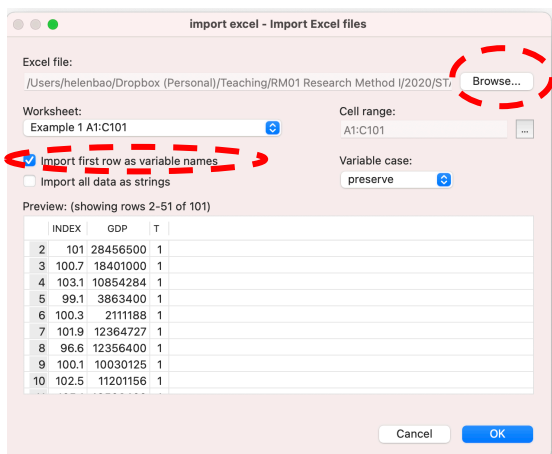 import excel - Import Excel files
Excel file:
/Users/helenbao/Dropbox (Personal)/Teaching/RM01 Research Method I/2020/ST Browse...
Worksheet: Cell range:
Example 1 A1:C101 A1:C101 ...
Import first row as variable names Variable case:
Import all data as strings preserve
Preview: (showing rows 2-51 of 101)
INDEX GDP T
2 101 28456500 1
3 100.7 18401000 1
4 103.1 10854284 1
5 99.1 3863400 1
6 100.3 2111188 1
7 101.9 12364727 1
8 96.6 12356400 1
9 100.1 10030125 1
10 102.5 11201156 1
Cancel OK